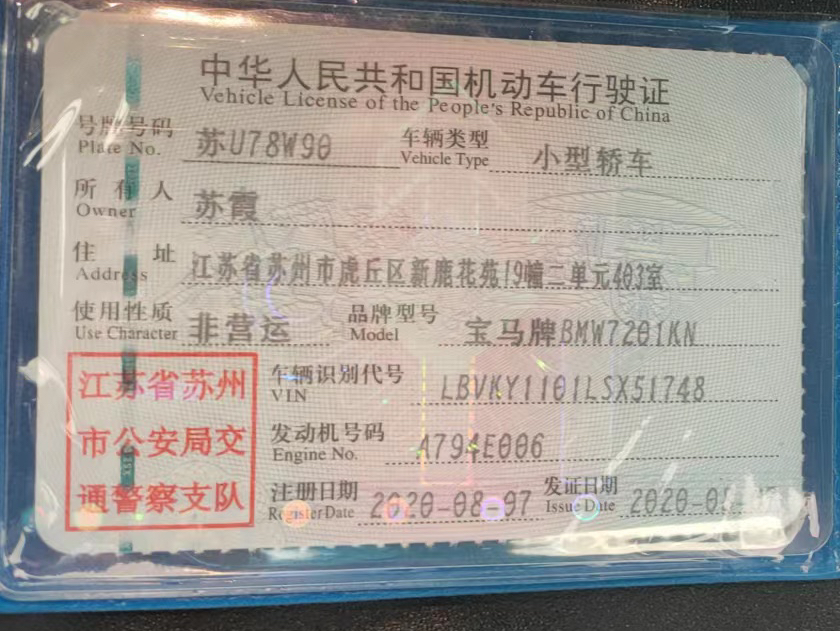 中华人民共和国机动车行驶证
Vehicle License of the People's Republic of China
号牌号码 苏U78W90 车辆类型 小型轿车
Plate No. Vehicle Type
所有人 苏霞
Owner
住址 江苏省苏州市虎丘区新鹿花苑19幢二单元403室
Address
使用性质 非营运 品牌型号 宝马牌BMW7201KN
Use Character Model
江苏省苏州
市公安局交
通警察支队
车辆识别代号 LBVKY1101LSX51748
VIN
发动机号码 A794E006
Engine No.
注册日期 2020-08-07 发证日期 2020-0
Register Date Issue Date